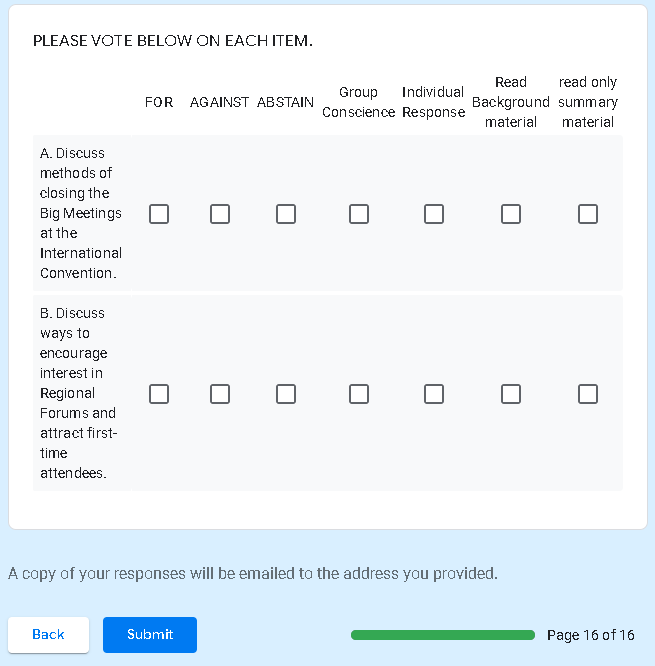 PLEASE VOTE BELOW ON EACH ITEM.
FOR
AGAINST
ABSTAIN
Group
Conscience
Individual
Response
Read
Background
material
read only
summary
material
A. Discuss
methods of
closing the
Big Meetings
at the
International
Convention.
B. Discuss
ways to
encourage
interest in
Regional
Forums and
attract first-
time
attendees.
A copy of your responses will be emailed to the address you provided.
Back
Submit
Page 16 of 16